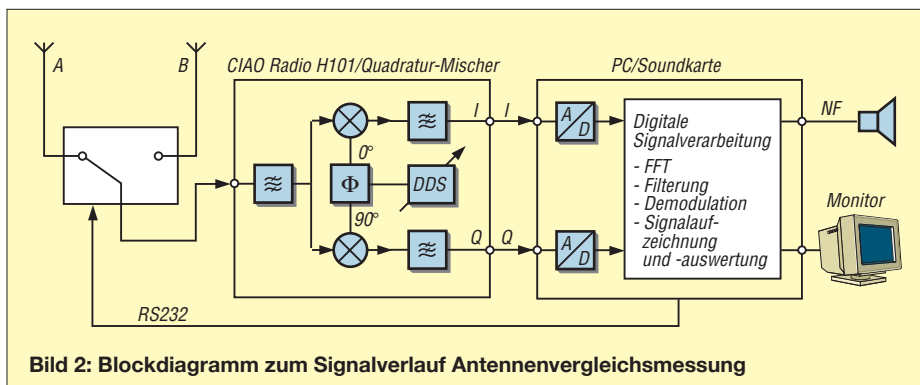 A
B
CIAO Radio H101/Quadratur-Mischer
PC/Soundkarte
I
I
A
D
NF
0°
Φ
DDS
90°
Q
Q
A
D
Digitale
Signalverarbeitung
- FFT
- Filterung
- Demodulation
- Signalauf-
zeichnung
und -auswertung
Monitor
RS232
Bild 2: Blockdiagramm zum Signalverlauf Antennenvergleichsmessung